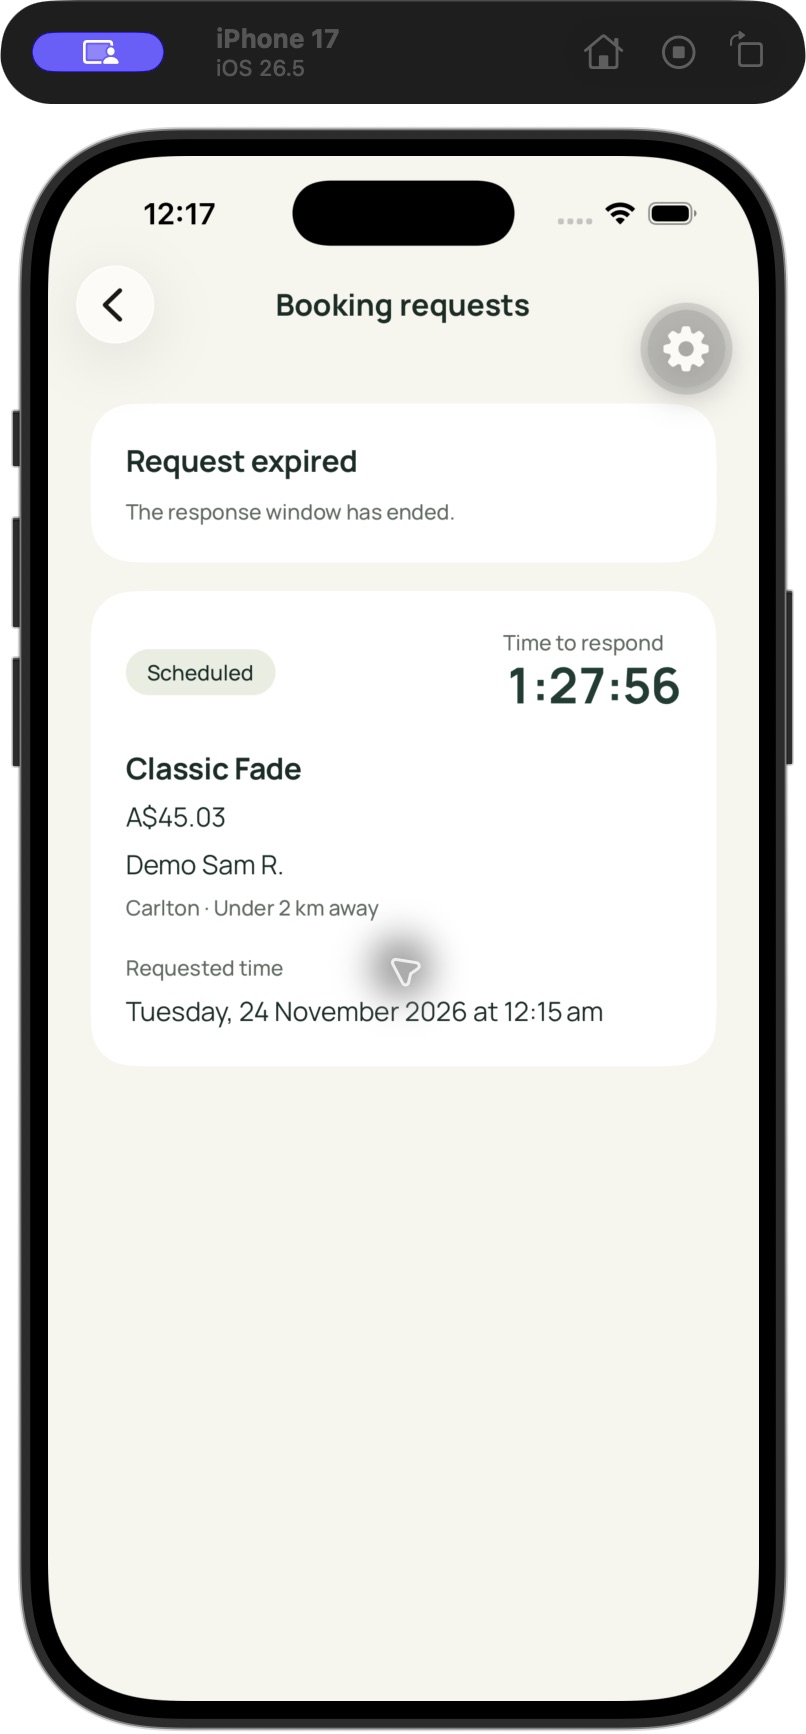 iPhone 17
iOS 26.5
12:17
Booking requests
Request expired
The response window has ended.
Time to respond
Scheduled
1:27:56
Classic Fade
A$45.03
Demo Sam R.
Carlton · Under 2 km away
Requested time
Tuesday, 24 November 2026 at 12:15 am